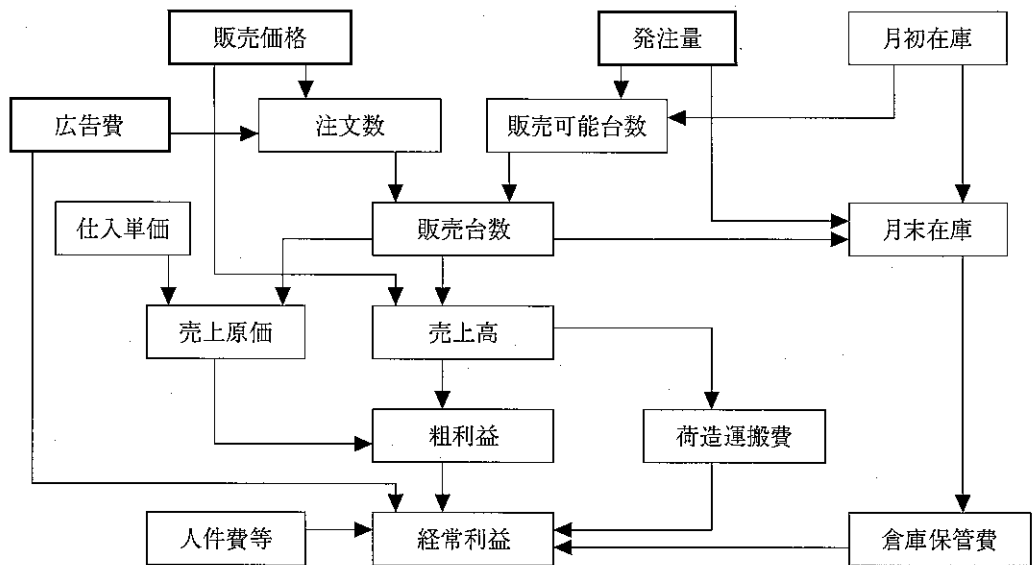 販売価格
発注量
月初在庫
広告費
注文数
販売可能台数
仕入単価
販売台数
月末在庫
売上原価
売上高
粗利益
荷造運搬費
人件費等
経常利益
倉庫保管費